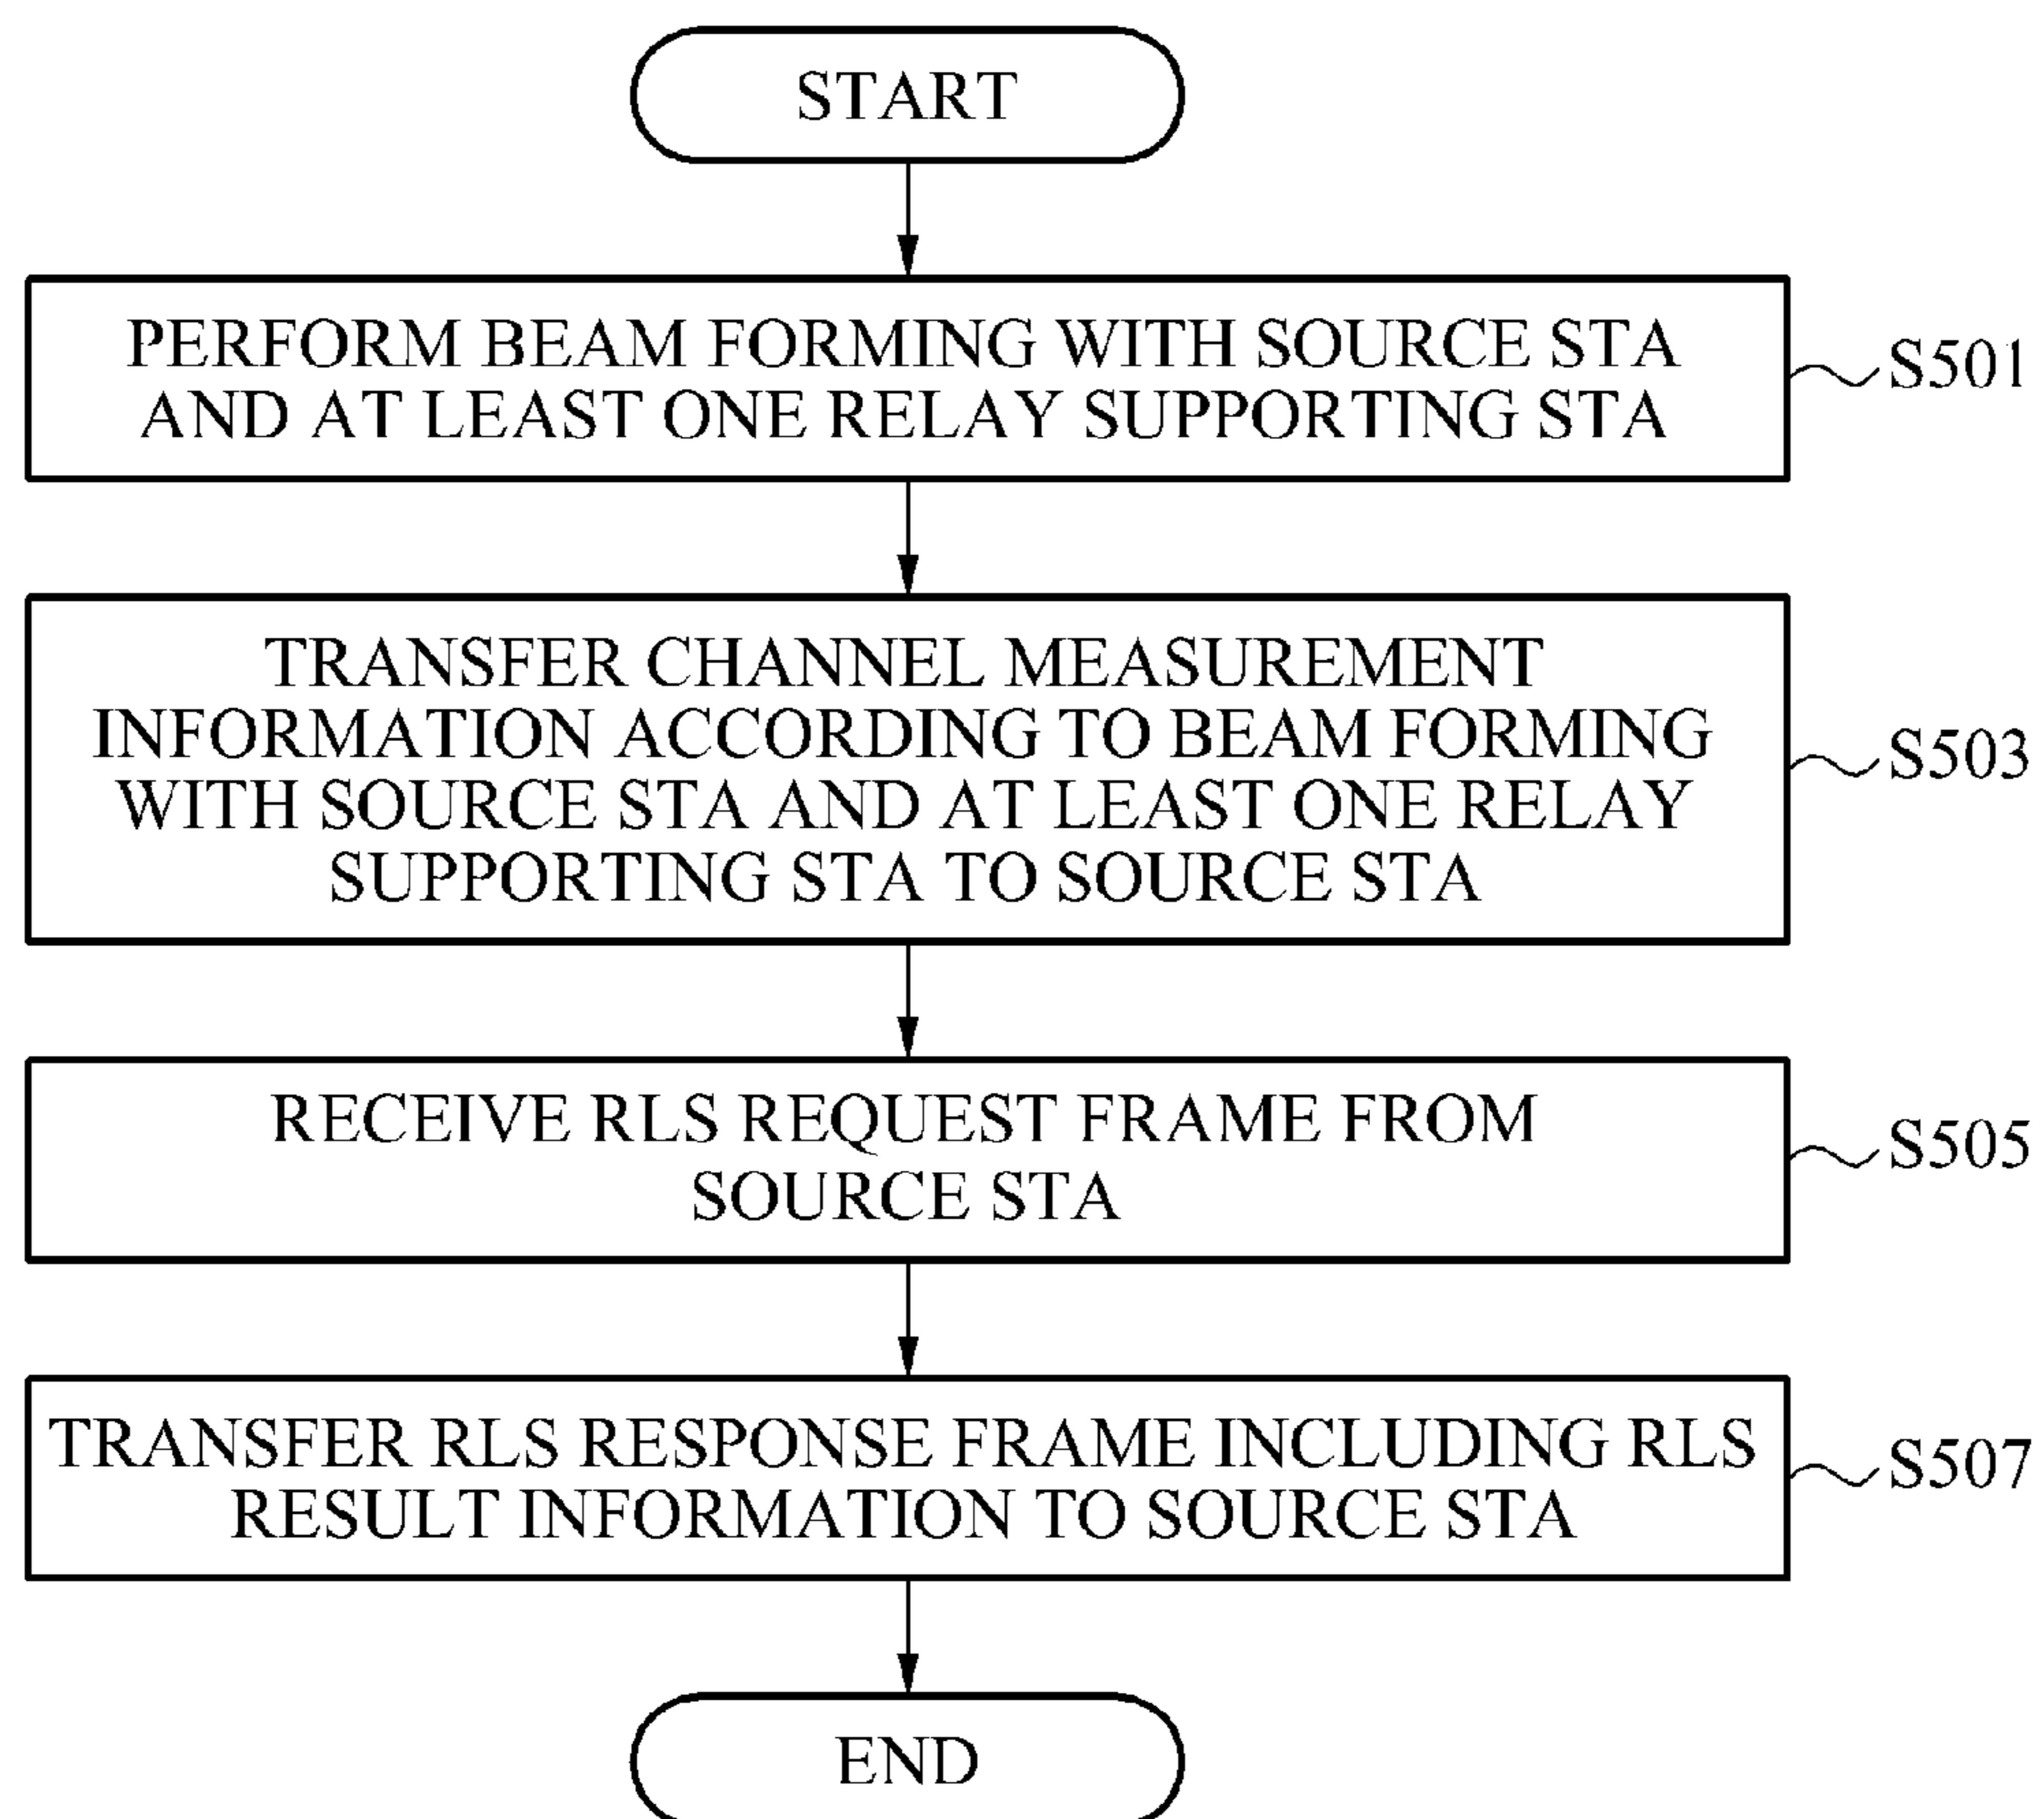 START
PERFORM BEAM FORMING WITH SOURCE STA
AND AT LEAST ONE RELAY SUPPORTING STA
S501
TRANSFER CHANNEL MEASUREMENT
INFORMATION ACCORDING TO BEAM FORMING
WITH SOURCE STA AND AT LEAST ONE RELAY
SUPPORTING STA TO SOURCE STA
S503
RECEIVE RLS REQUEST FRAME FROM
SOURCE STA
S505
TRANSFER RLS RESPONSE FRAME INCLUDING RLS
RESULT INFORMATION TO SOURCE STA
S507
END